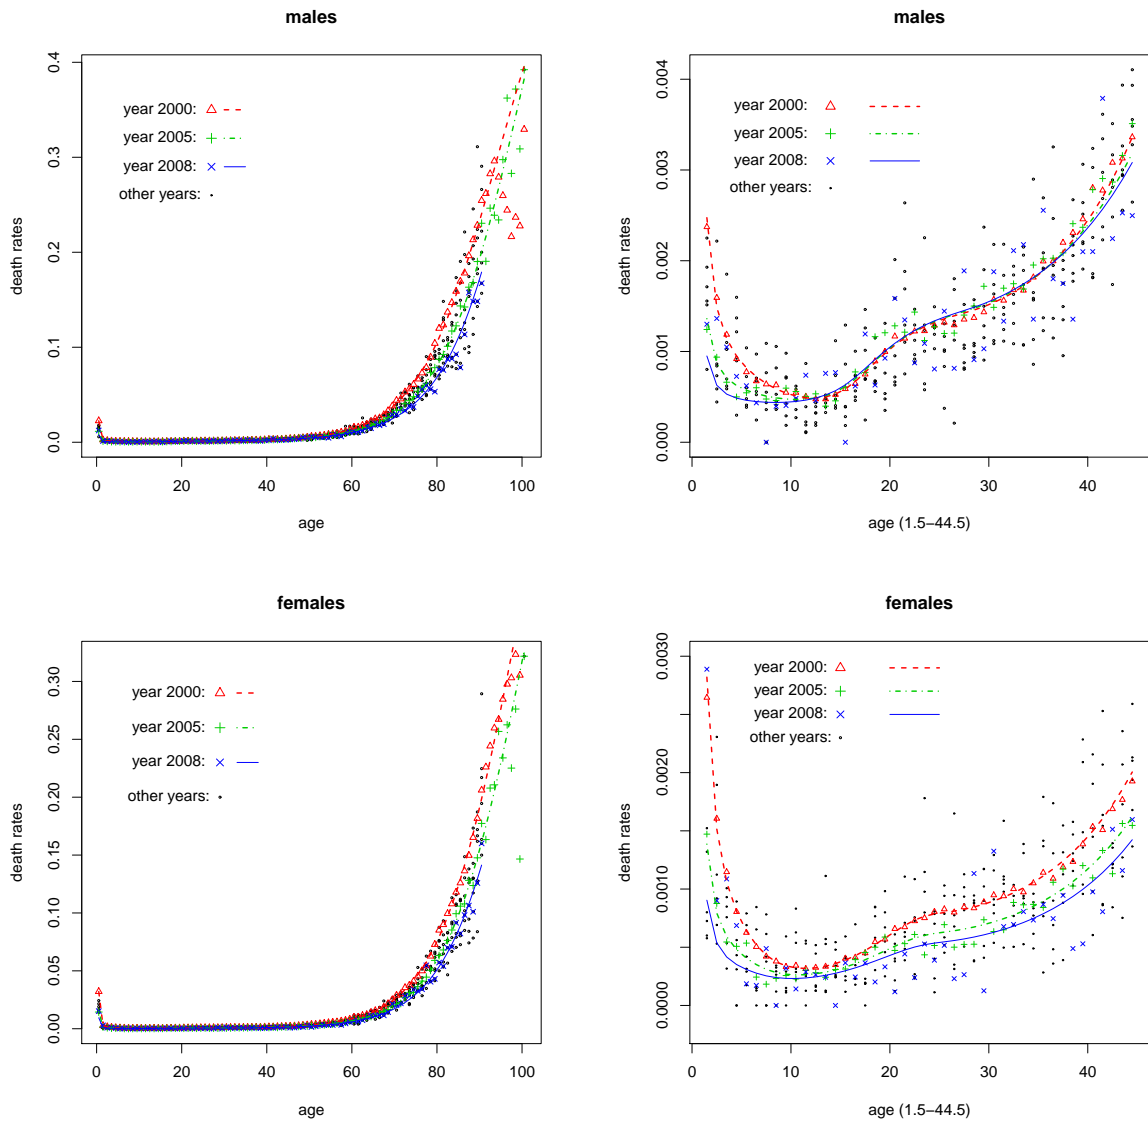 males
death rates
0.0
0.1
0.2
0.3
0.4
year 2000:
year 2005:
year 2008:
other years:
0 20 40 60 80 100
age
males
death rates
0.000
0.001
0.002
0.003
0.004
year 2000:
year 2005:
year 2008:
other years:
0 10 20 30 40
age (1.5−44.5)
females
death rates
0.00
0.05
0.10
0.15
0.20
0.25
0.30
year 2000:
year 2005:
year 2008:
other years:
0 20 40 60 80 100
age
females
death rates
0.0000
0.0010
0.0020
0.0030
year 2000:
year 2005:
year 2008:
other years:
0 10 20 30 40
age (1.5−44.5)